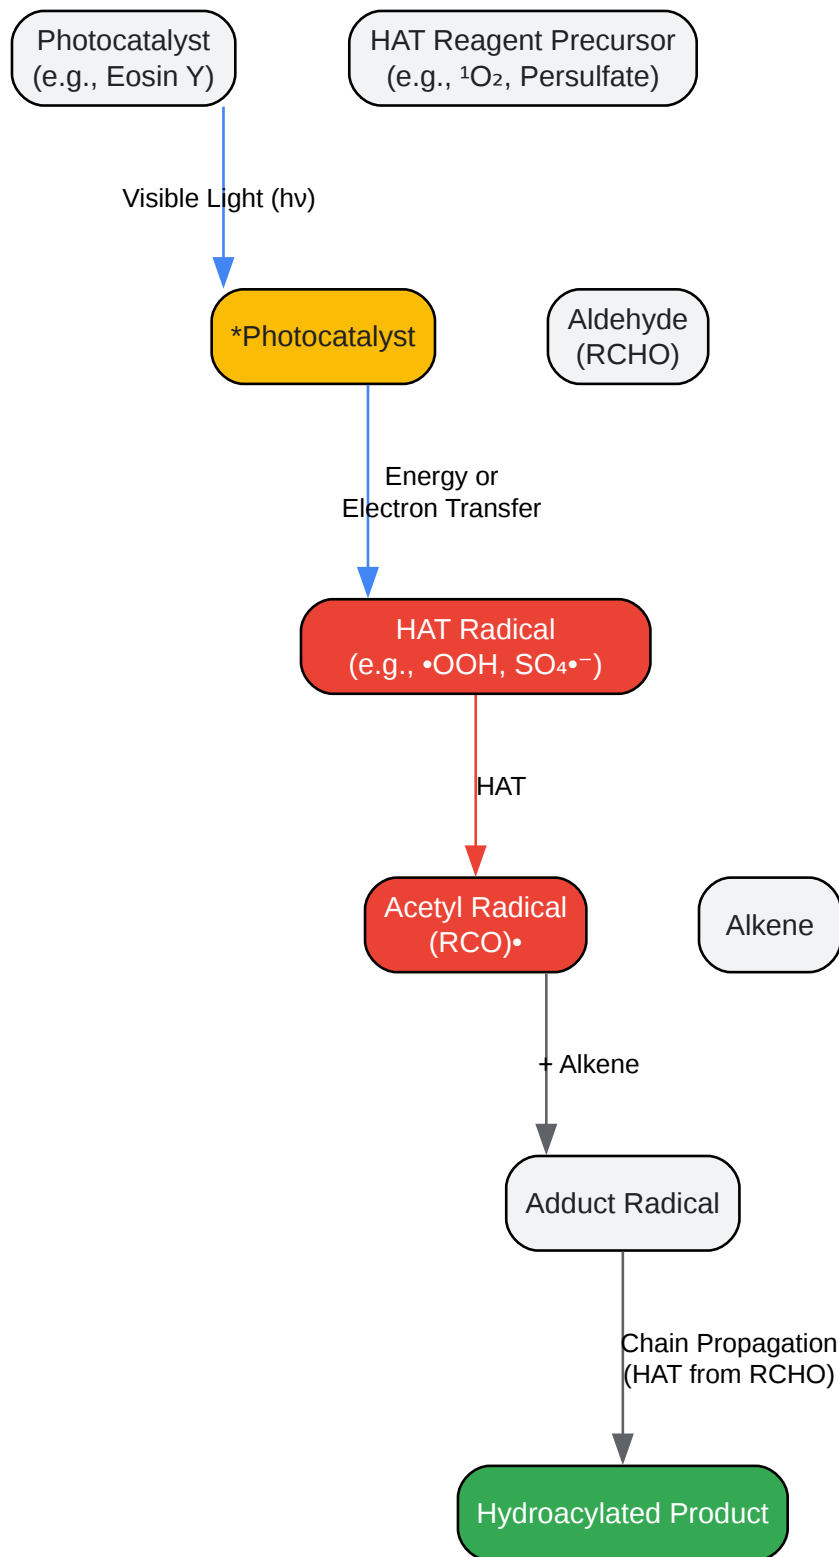 Photocatalyst
(e.g., Eosin Y)
HAT Reagent Precursor
(e.g., ¹O₂, Persulfate)
Visible Light (hν)
*Photocatalyst
Aldehyde
(RCHO)
Energy or
Electron Transfer
HAT Radical
(e.g., •OOH, SO₄•⁻)
HAT
Acetyl Radical
(RCO)•
Alkene
+ Alkene
Adduct Radical
Chain Propagation
(HAT from RCHO)
Hydroacylated Product